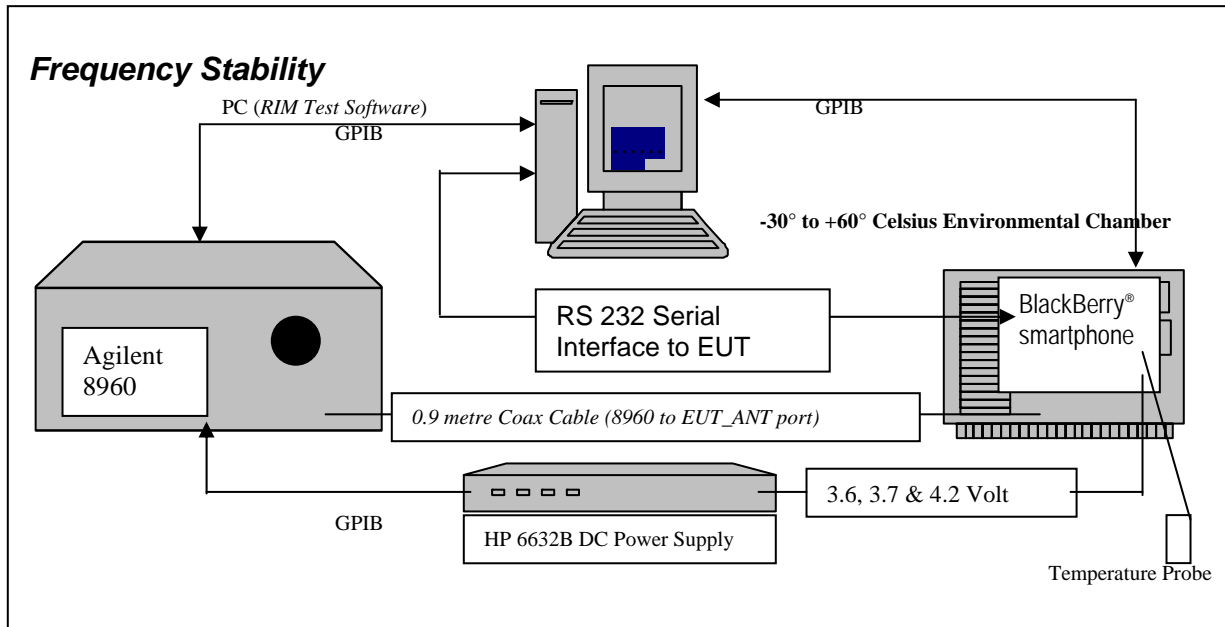 Frequency Stability
PC (RIM Test Software)
GPIB
GPIB
-30° to +60° Celsius Environmental Chamber
RS 232 Serial
Interface to EUT
BlackBerry®
smartphone
Agilent
8960
0.9 metre Coax Cable (8960 to EUT_ANT port)
3.6, 3.7 & 4.2 Volt
GPIB
HP 6632B DC Power Supply
Temperature Probe